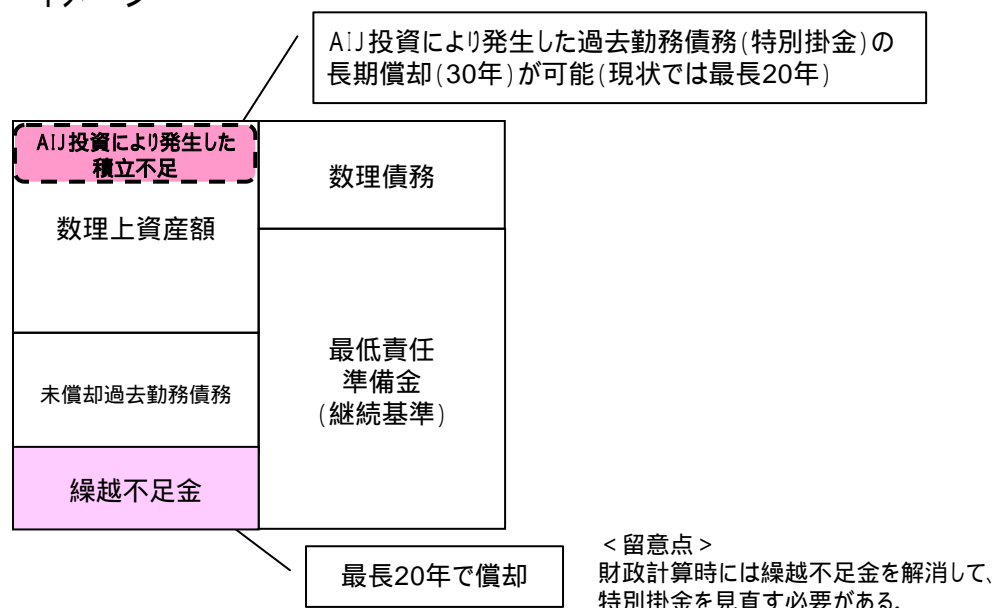 AIJ投資により発生した過去勤務債務(特別掛金)の
長期償却(30年)が可能(現状では最長20年)
AIJ投資により発生した
積立不足
数理上資産額
未償却過去勤務債務
繰越不足金
数理債務
最低責任
準備金
(継続基準)
最長20年で償却
<留意点>
財政計算時には繰越不足金を解消して、
特別掛金を見直す必要がある。